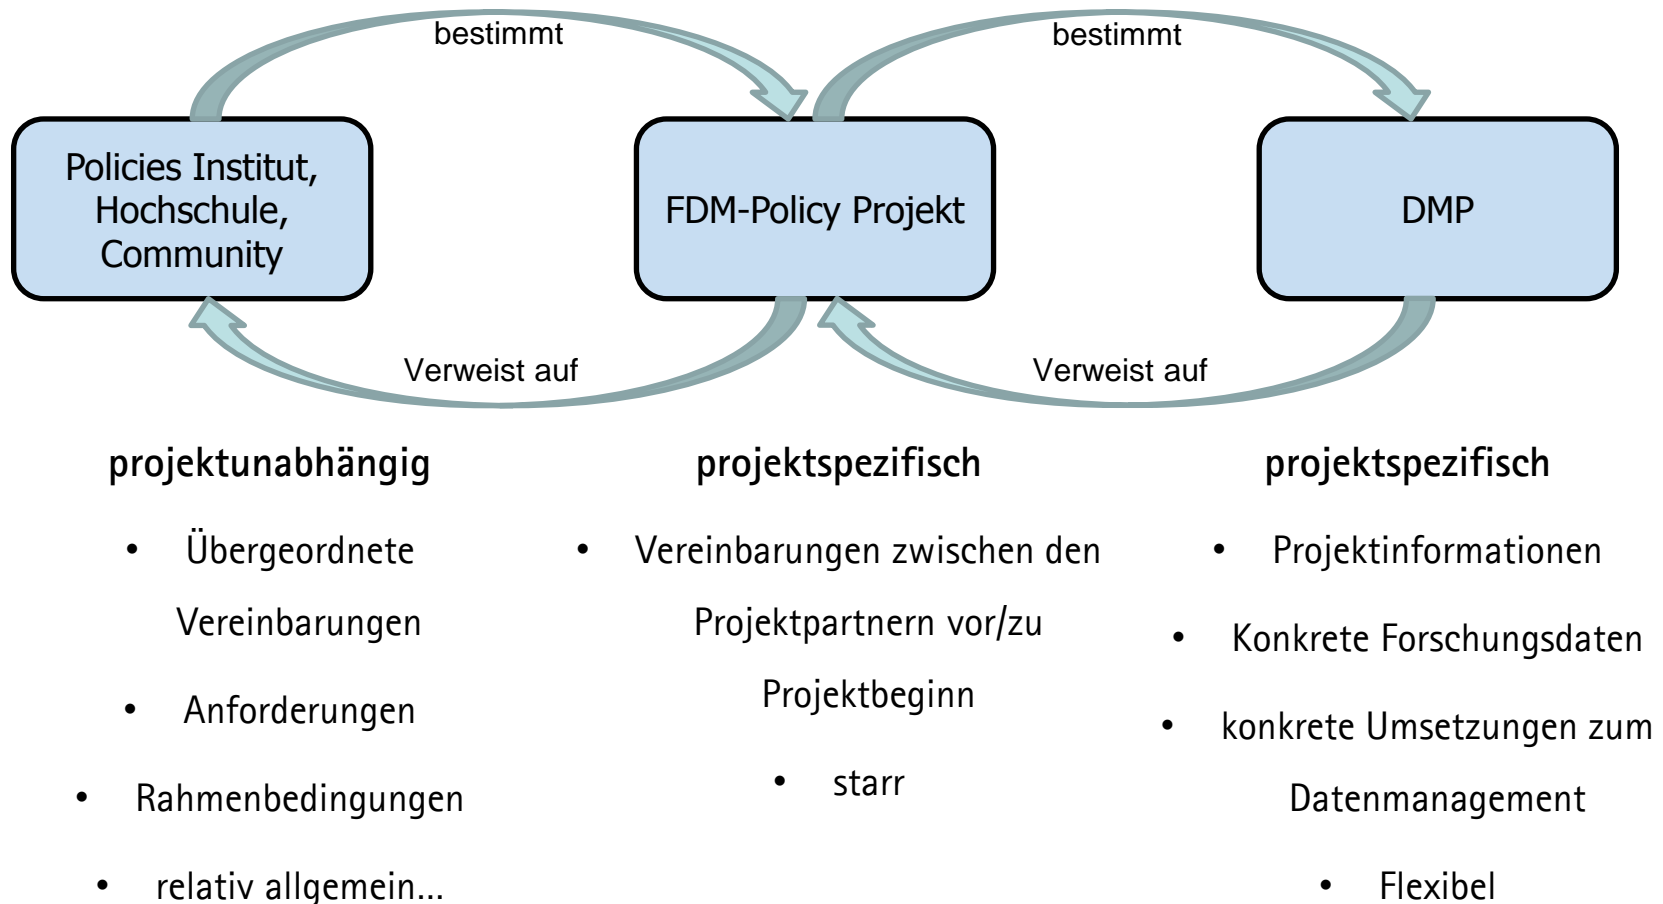 bestimmt
bestimmt
Policies Institut,
Hochschule,
Community
FDM-Policy Projekt
DMP
Verweist auf
Verweist auf
projektunabhängig
• Übergeordnete
Vereinbarungen
• Anforderungen
• Rahmenbedingungen
• relativ allgemein...
projektspezifisch
• Vereinbarungen zwischen den
Projektpartnern vor/zu
Projektbeginn
• starr
projektspezifisch
• Projektinformationen
• Konkrete Forschungsdaten
• konkrete Umsetzungen zum
Datenmanagement
• Flexibel